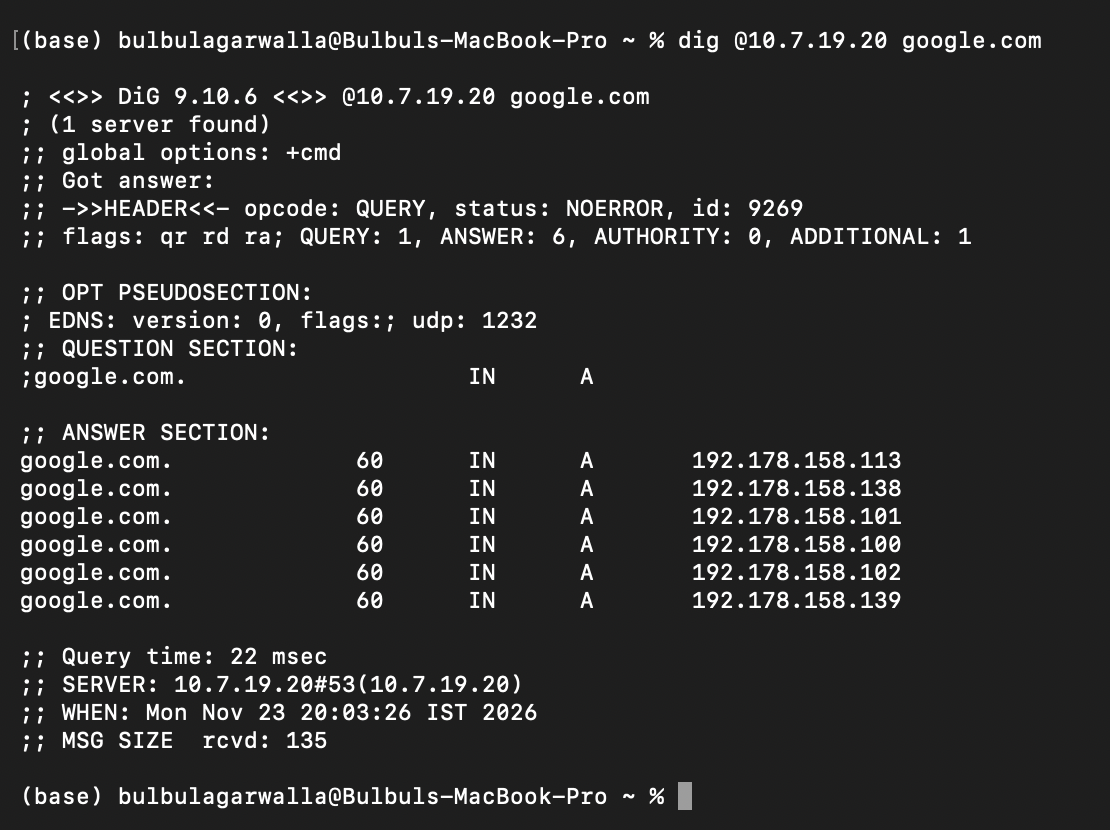 [(base) bulbulagarwalla@Bulbuls-MacBook-Pro ~ % dig @10.7.19.20 google.com
; <<>> DiG 9.10.6 <<>> @10.7.19.20 google.com
; (1 server found)
;; global options: +cmd
;; Got answer:
;; ->>HEADER<<- opcode: QUERY, status: NOERROR, id: 9269
;; flags: qr rd ra; QUERY: 1, ANSWER: 6, AUTHORITY: 0, ADDITIONAL: 1
;; OPT PSEUDOSECTION:
; EDNS: version: 0, flags:; udp: 1232
;; QUESTION SECTION:
;google.com. IN A
;; ANSWER SECTION:
google.com. 60 IN A 192.178.158.113
google.com. 60 IN A 192.178.158.138
google.com. 60 IN A 192.178.158.101
google.com. 60 IN A 192.178.158.100
google.com. 60 IN A 192.178.158.102
google.com. 60 IN A 192.178.158.139
;; Query time: 22 msec
;; SERVER: 10.7.19.20#53(10.7.19.20)
;; WHEN: Mon Nov 23 20:03:26 IST 2026
;; MSG SIZE  rcvd: 135
(base) bulbulagarwalla@Bulbuls-MacBook-Pro ~ %